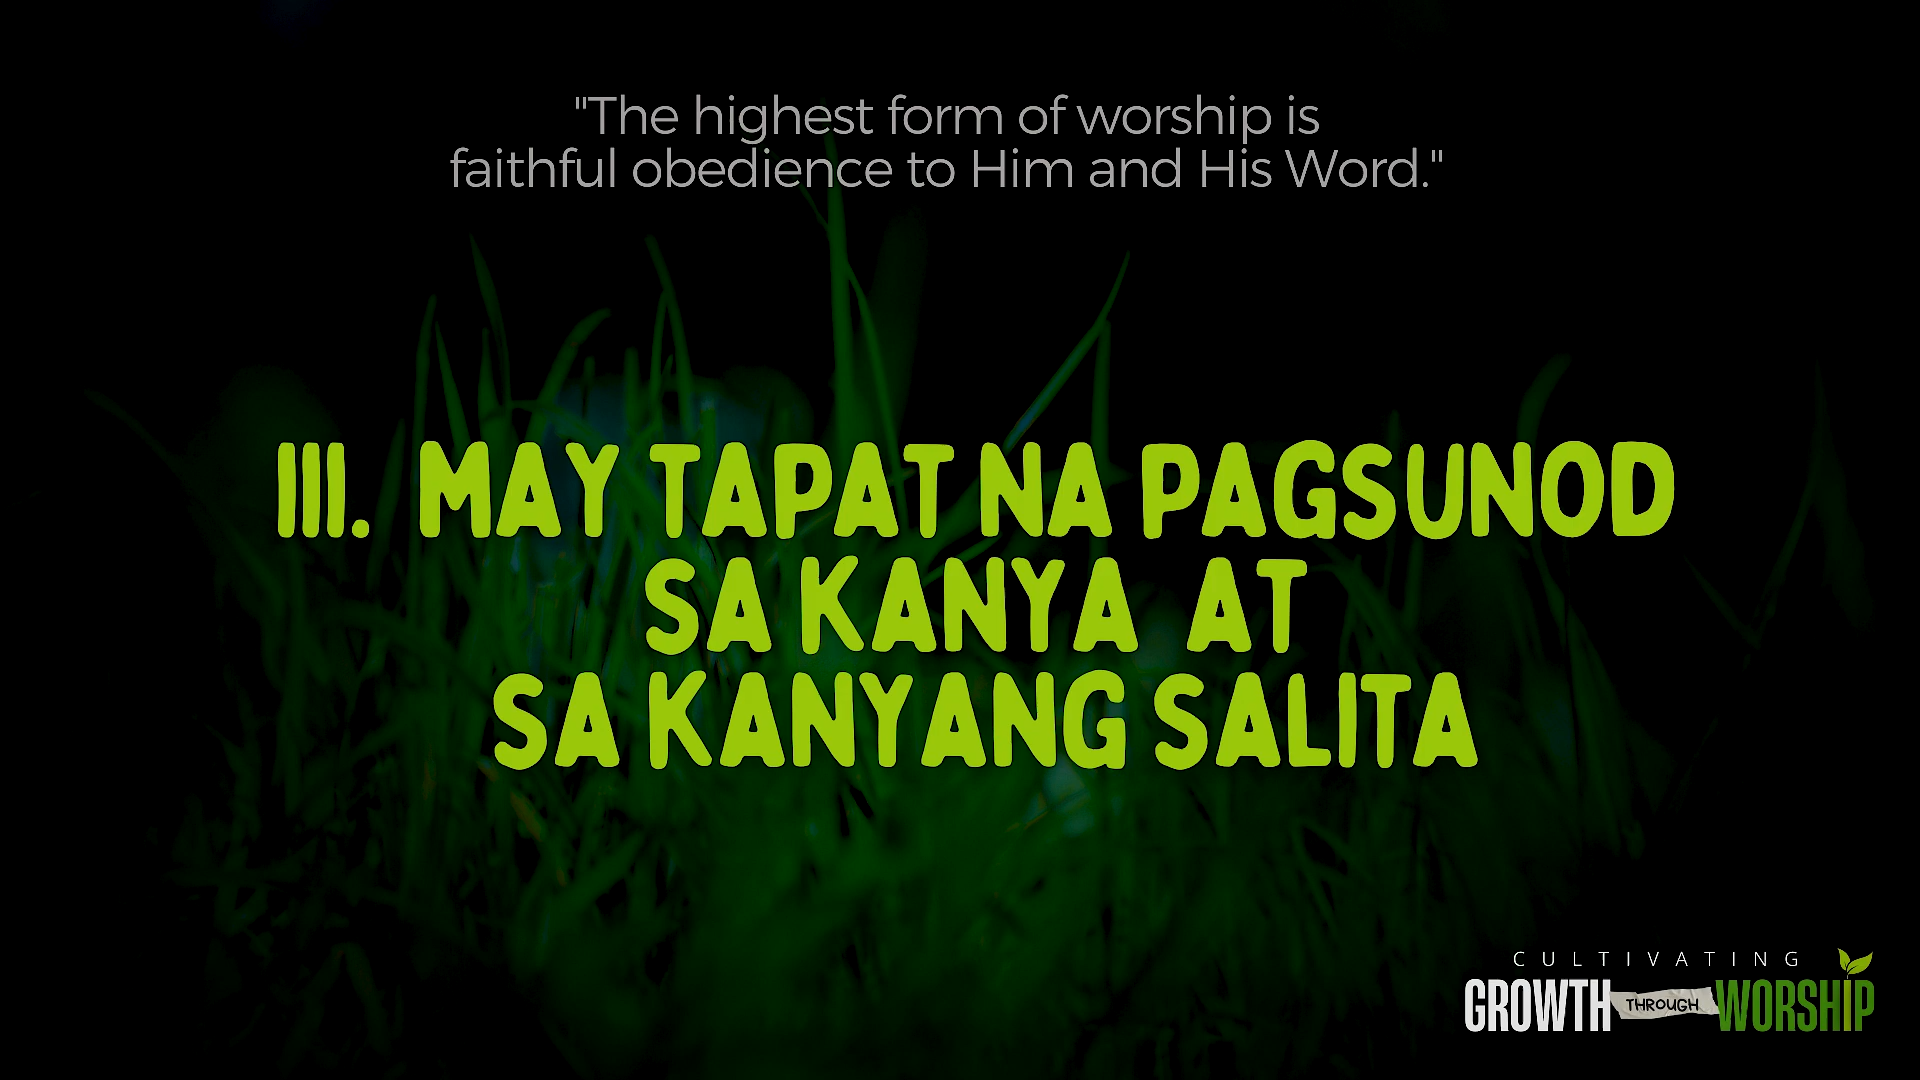 "The highest form of worship is
faithful obedience to Him and His Word."
III. MAY TAPAT NA PAGSUNOD
SA KANYA AT
SA KANYANG SALITA
CULTIVATING
GROWTH THROUGH WORSHIP